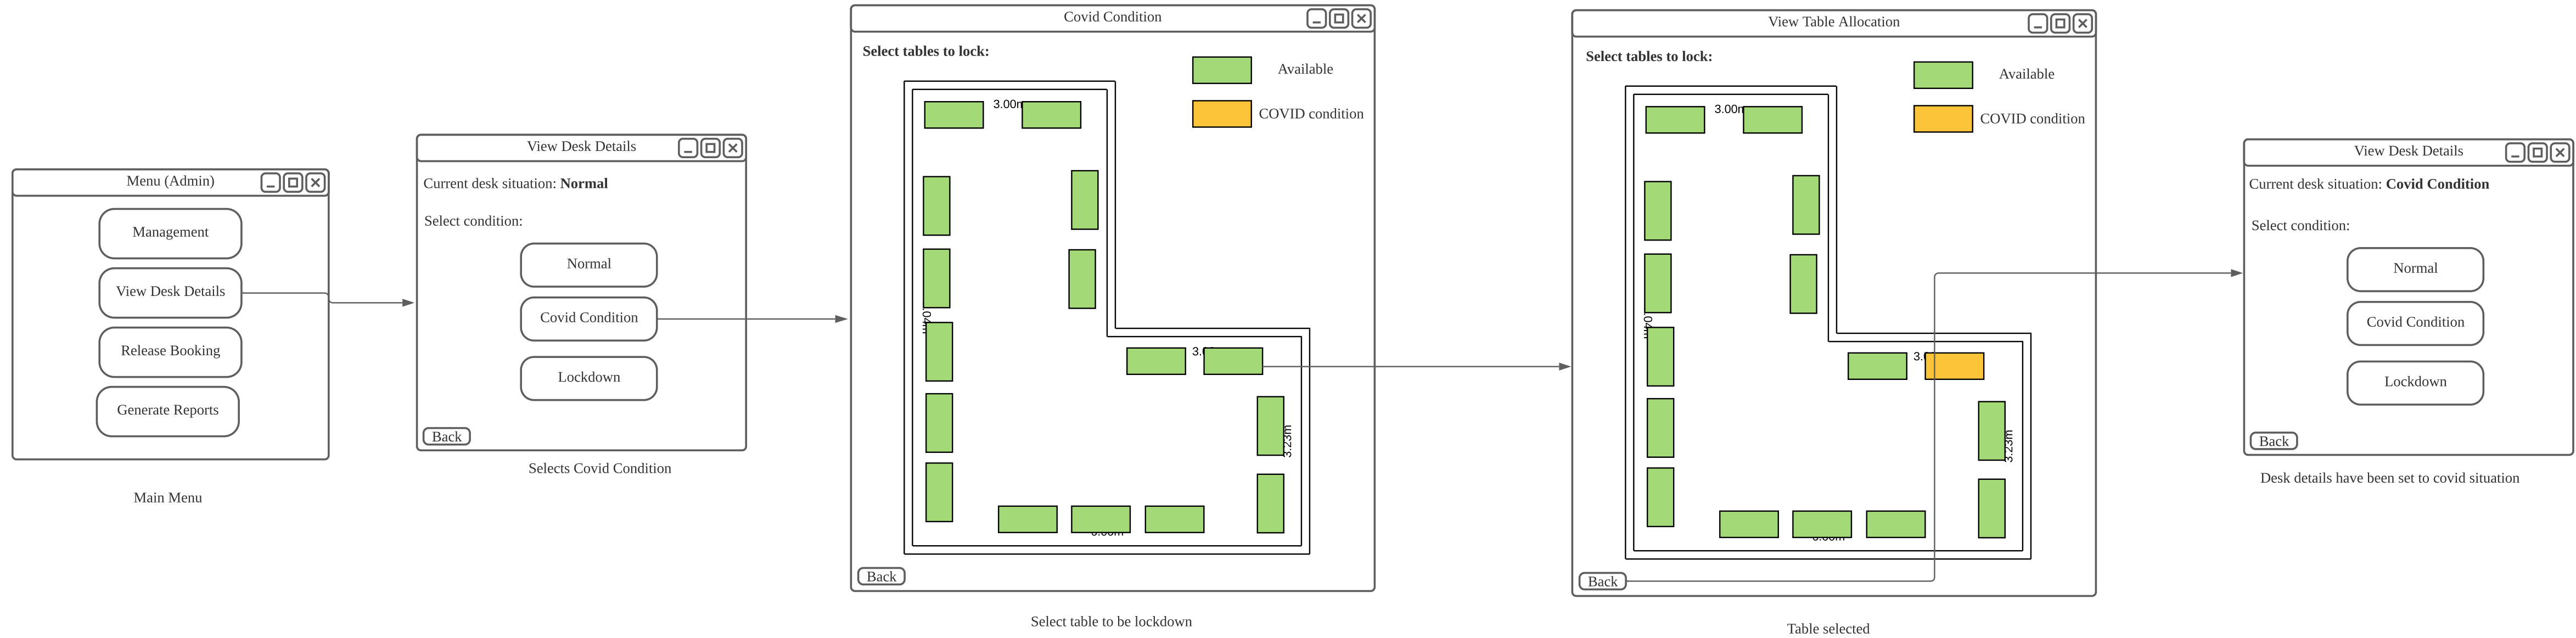 Menu (Admin)
Management
View Desk Details
Release Booking
Generate Reports
Main Menu
View Desk Details
Current desk situation: Normal
Select condition:
Normal
Covid Condition
Lockdown
Back
Selects Covid Condition
Covid Condition
Select tables to lock:
Available
COVID condition
3.00m
3.23m
Back
Select table to be lockdown
View Table Allocation
Select tables to lock:
Available
COVID condition
3.00m
3.23m
Back
Table selected
View Desk Details
Current desk situation: Covid Condition
Select condition:
Normal
Covid Condition
Lockdown
Back
Desk details have been set to covid situation